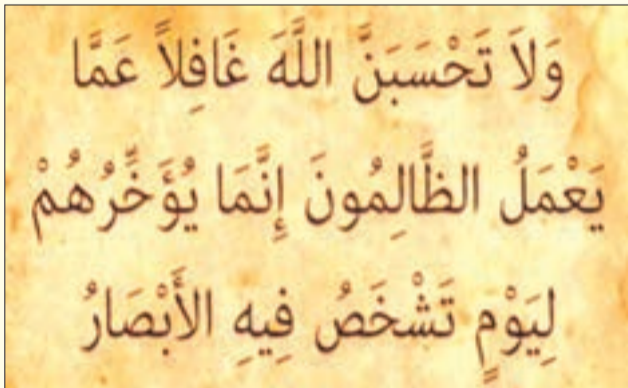 وَلاَ تَحْسَبَنَّ اللَّهَ غَافِلاً عَمَّا
يَعْمَلُ الظَّالِمُونَ إِنَّمَا يُؤَخِّرُهُمْ
لِيَوْمٍ تَشْخَصُ فِيهِ الأَبْصَارُ